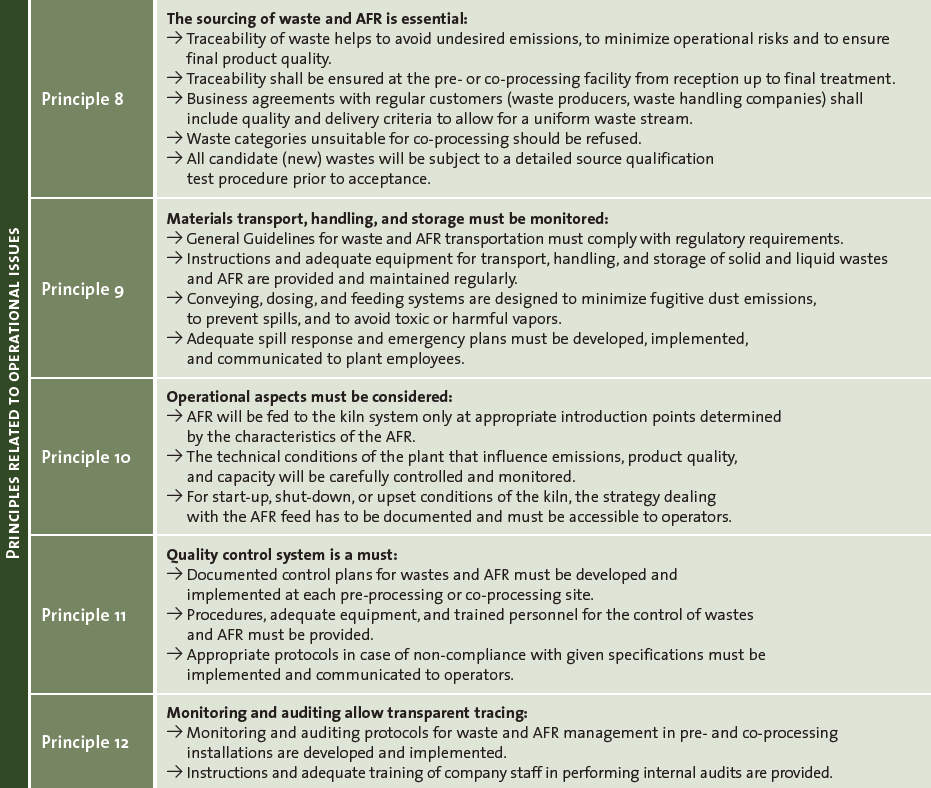 PRINCIPLES RELATED TO OPERATIONAL ISSUES
Principle 8
The sourcing of waste and AFR is essential:
→ Traceability of waste helps to avoid undesired emissions, to minimize operational risks and to ensure
final product quality.
→ Traceability shall be ensured at the pre- or co-processing facility from reception up to final treatment.
→ Business agreements with regular customers (waste producers, waste handling companies) shall
include quality and delivery criteria to allow for a uniform waste stream.
→ Waste categories unsuitable for co-processing should be refused.
→ All candidate (new) wastes will be subject to a detailed source qualification
test procedure prior to acceptance.
Principle 9
Materials transport, handling, and storage must be monitored:
→ General Guidelines for waste and AFR transportation must comply with regulatory requirements.
→ Instructions and adequate equipment for transport, handling, and storage of solid and liquid wastes
and AFR are provided and maintained regularly.
→ Conveying, dosing, and feeding systems are designed to minimize fugitive dust emissions,
to prevent spills, and to avoid toxic or harmful vapors.
→ Adequate spill response and emergency plans must be developed, implemented,
and communicated to plant employees.
Principle 10
Operational aspects must be considered:
→ AFR will be fed to the kiln system only at appropriate introduction points determined
by the characteristics of the AFR.
→ The technical conditions of the plant that influence emissions, product quality,
and capacity will be carefully controlled and monitored.
→ For start-up, shut-down, or upset conditions of the kiln, the strategy dealing
with the AFR feed has to be documented and must be accessible to operators.
Principle 11
Quality control system is a must:
→ Documented control plans for wastes and AFR must be developed and
implemented at each pre-processing or co-processing site.
→ Procedures, adequate equipment, and trained personnel for the control of wastes
and AFR must be provided.
→ Appropriate protocols in case of non-compliance with given specifications must be
implemented and communicated to operators.
Principle 12
Monitoring and auditing allow transparent tracing:
→ Monitoring and auditing protocols for waste and AFR management in pre- and co-processing
installations are developed and implemented.
→ Instructions and adequate training of company staff in performing internal audits are provided.